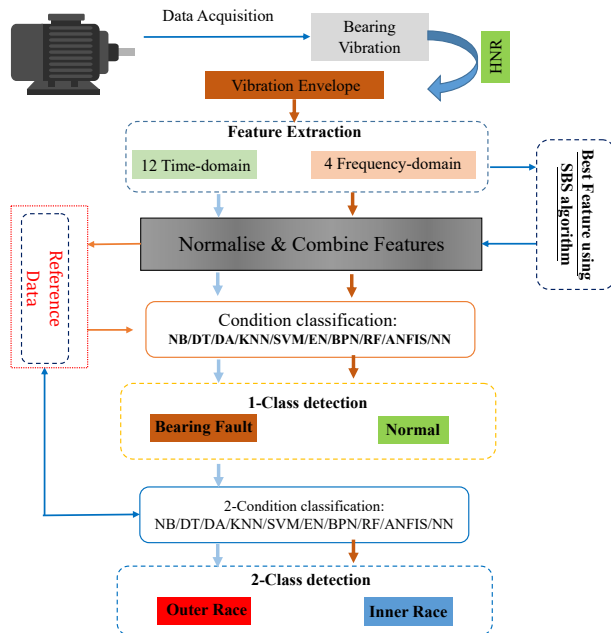 Data Acquisition
Bearing
Vibration
HNR
Vibration Envelope
Feature Extraction
12 Time-domain
4 Frequency-domain
Best Feature using
SBS algorithm
Normalise & Combine Features
Reference
Data
Condition classification:
NB/DT/DA/KNN/SVM/EN/BPN/RF/ANFIS/NN
1-Class detection
Bearing Fault
Normal
2-Condition classification:
NB/DT/DA/KNN/SVM/EN/BPN/RF/ANFIS/NN
2-Class detection
Outer Race
Inner Race